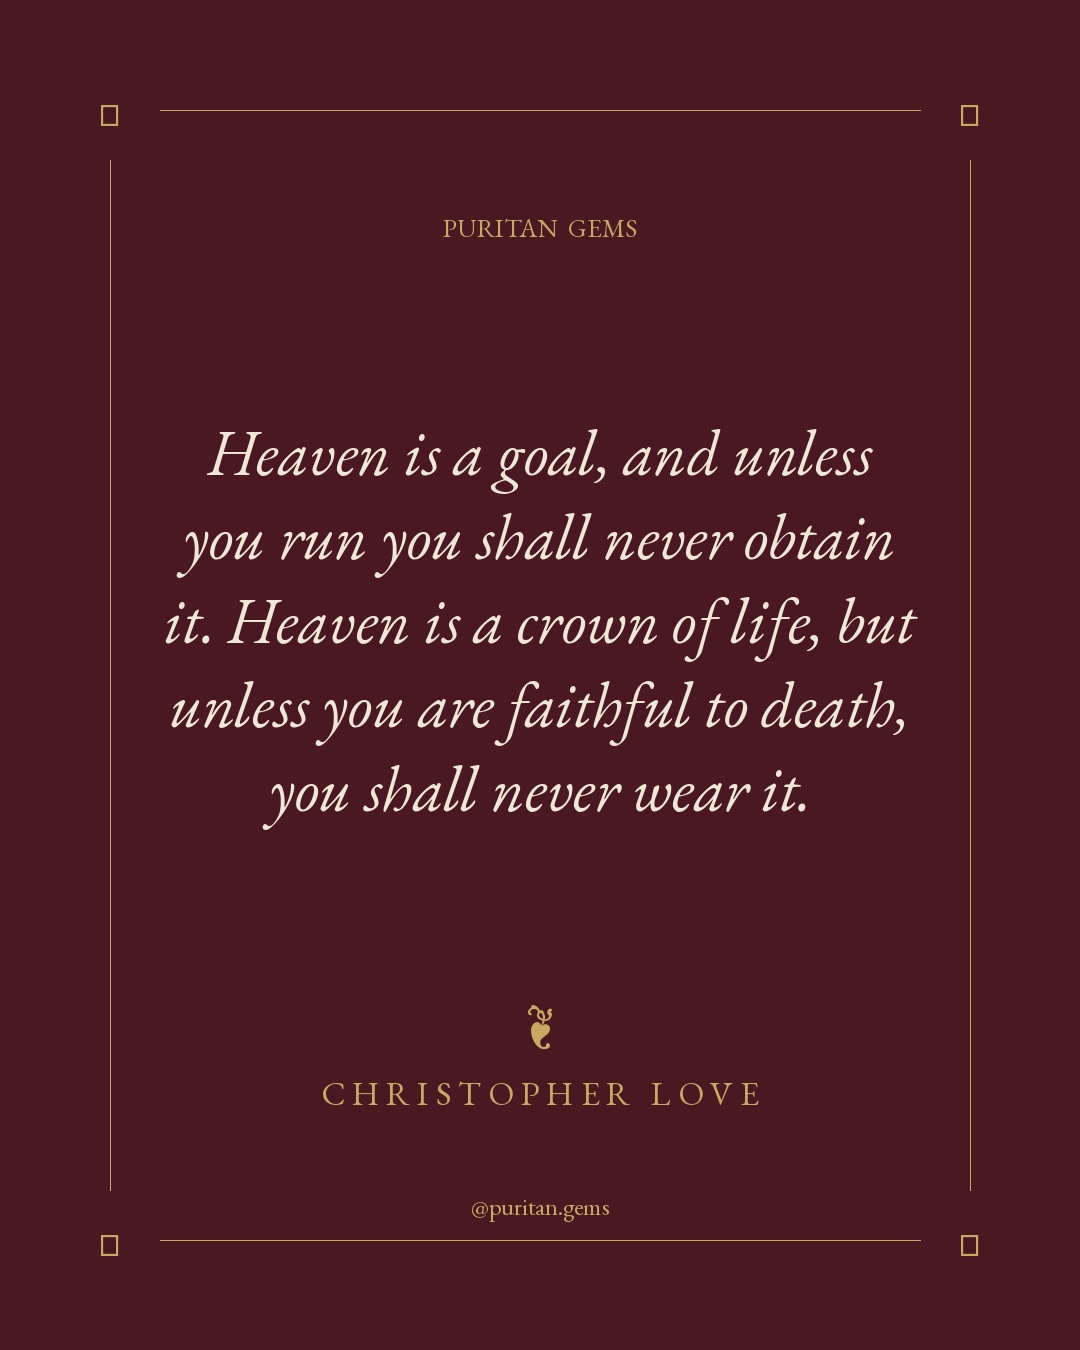 PURITAN GEMS
Heaven is a goal, and unless
you run you shall never obtain
it. Heaven is a crown of life, but
unless you are faithful to death,
you shall never wear it.
❦
CHRISTOPHER LOVE
@puritan.gems